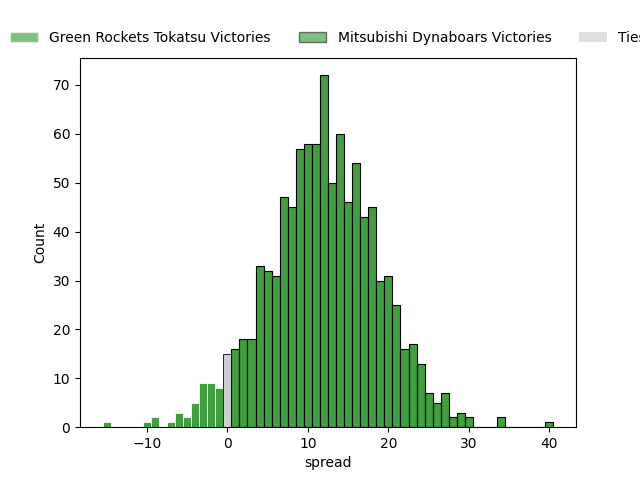 Green Rockets Tokatsu Victories Mitsubishi Dynaboars Victories Ties
70
60
50
40
30
20
10
0
Count
−10 0 10 20 30 40
spread